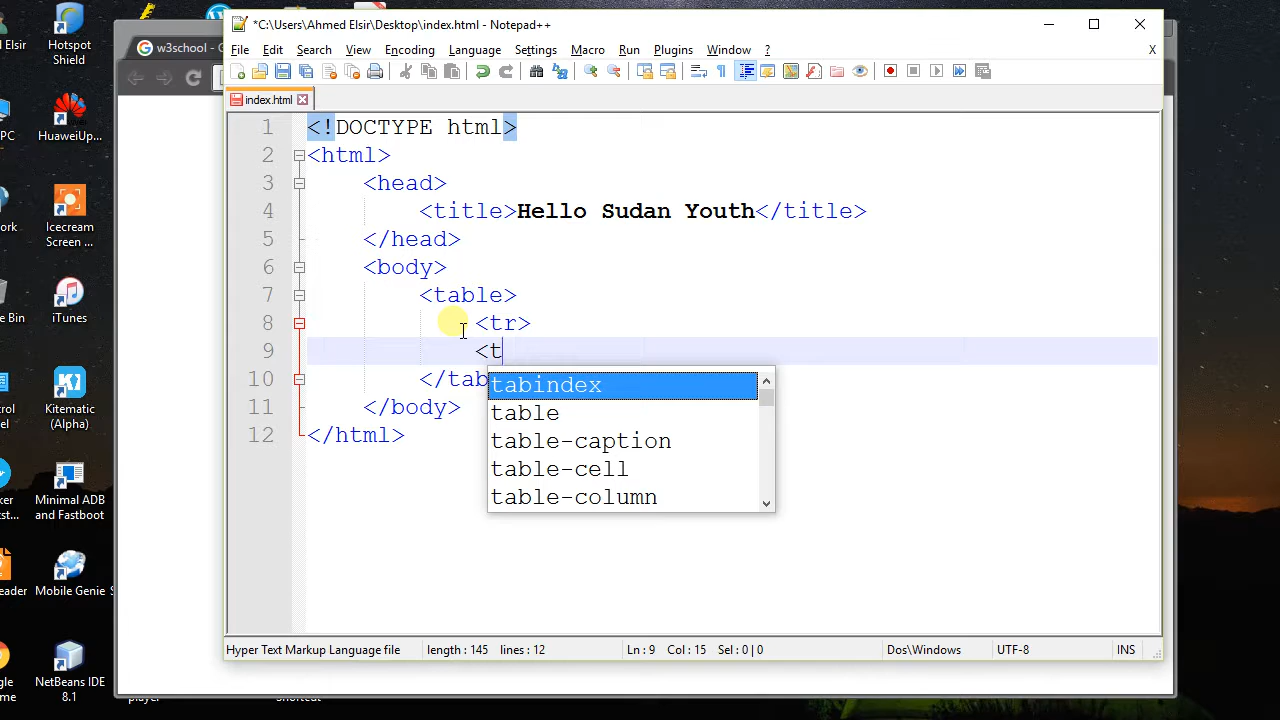 Elsir
Hotspot Shield
PC
HuaweiUp...
Icecream Screen ...
iTunes
Kitematic (Alpha)
Minimal ADB and Fastboot
Mobile Genie
NetBeans IDE 8.1
w3school - G
*C:\Users\Ahmed Elsir\Desktop\index.html - Notepad++
File Edit Search View Encoding Language Settings Macro Run Plugins Window ? X
index.html
1 <!DOCTYPE html>
2 <html>
3 <head>
4 <title>Hello Sudan Youth</title>
5 </head>
6 <body>
7 <table>
8 <tr>
9 <t
10 </tab
11 </body>
12 </html>
tabindex
table
table-caption
table-cell
table-column
Hyper Text Markup Language file length : 145 lines : 12 Ln : 9 Col : 15 Sel : 0 | 0 Dos\Windows UTF-8 INS